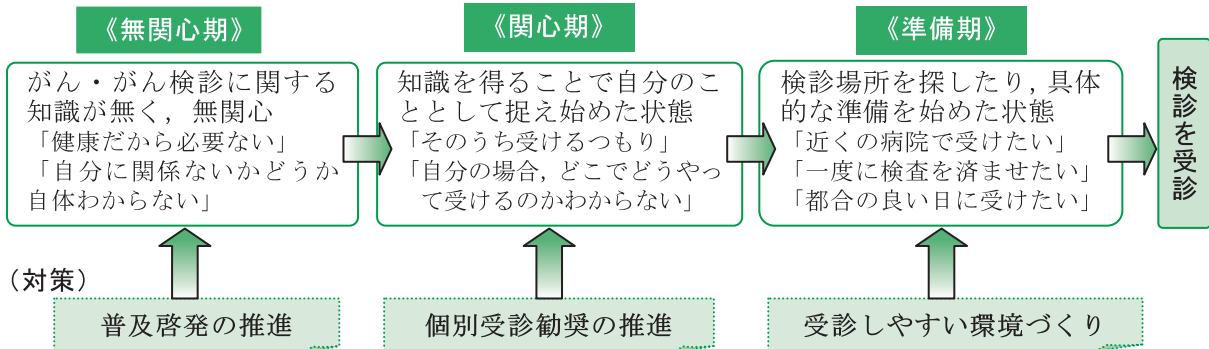 《無関心期》
がん・がん検診に関する
知識が無く，無関心
「健康だから必要ない」
「自分に関係ないかどうか
自体わからない」
《関心期》
知識を得ることで自分のこ
ととして捉え始めた状態
「そのうち受けるつもり」
「自分の場合，どこでどうやっ
て受けるのかわからない」
《準備期》
検診場所を探したり，具体
的な準備を始めた状態
「近くの病院で受けたい」
「一度に検査を済ませたい」
「都合の良い日に受けたい」
検診を受診
（対策）
普及啓発の推進
個別受診勧奨の推進
受診しやすい環境づくり